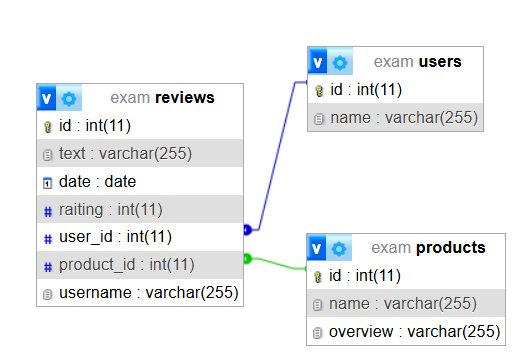 v exam users
id : int(11)
name : varchar(255)
v exam reviews
id : int(11)
text : varchar(255)
date : date
raiting : int(11)
user_id : int(11)
product_id : int(11)
username : varchar(255)
v exam products
id : int(11)
name : varchar(255)
overview : varchar(255)